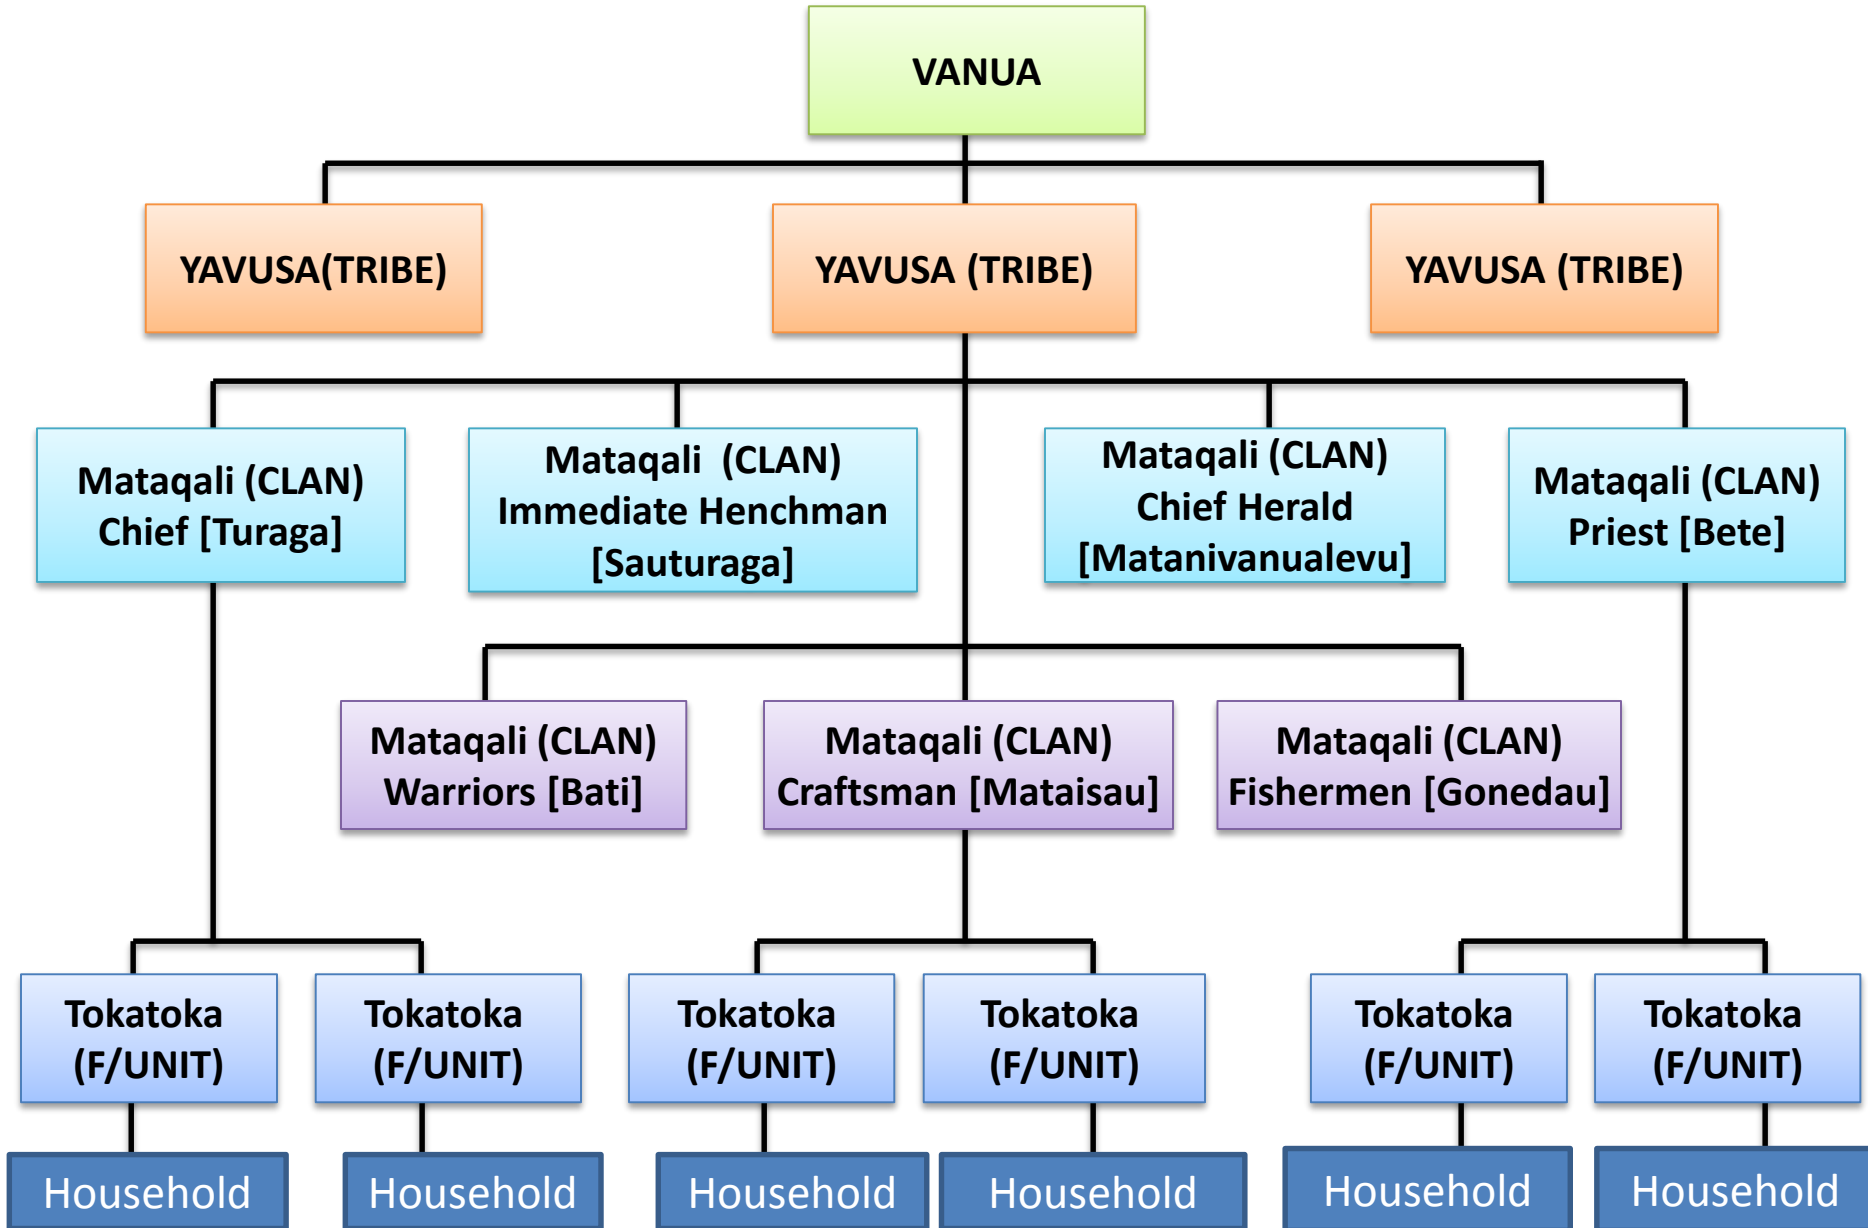 VANUA
YAVUSA(TRIBE)
YAVUSA (TRIBE)
YAVUSA (TRIBE)
Mataqali (CLAN)
Chief [Turaga]
Mataqali (CLAN)
Immediate Henchman
[Sauturaga]
Mataqali (CLAN)
Chief Herald
[Matanivanualevu]
Mataqali (CLAN)
Priest [Bete]
Mataqali (CLAN)
Warriors [Bati]
Mataqali (CLAN)
Craftsman [Mataisau]
Mataqali (CLAN)
Fishermen [Gonedau]
Tokatoka
(F/UNIT)
Tokatoka
(F/UNIT)
Tokatoka
(F/UNIT)
Tokatoka
(F/UNIT)
Tokatoka
(F/UNIT)
Tokatoka
(F/UNIT)
Household
Household
Household
Household
Household
Household